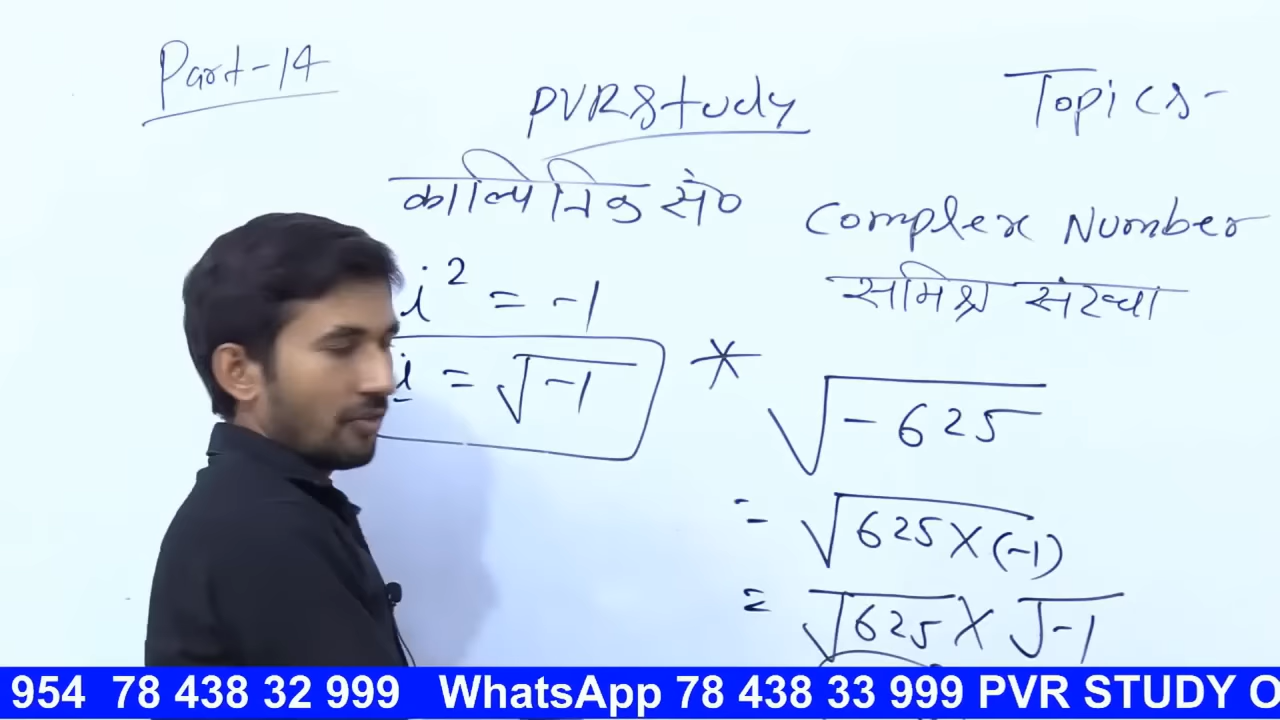 Part-14
PVRStudy
Topics-
काल्पिनिक सं०
Complex Number
समिश्र संख्या
i² = -1
i = √-1
* √-625
= √625×(-1)
= √625 × √-1
954 78 438 32 999 WhatsApp 78 438 33 999 PVR STUDY O